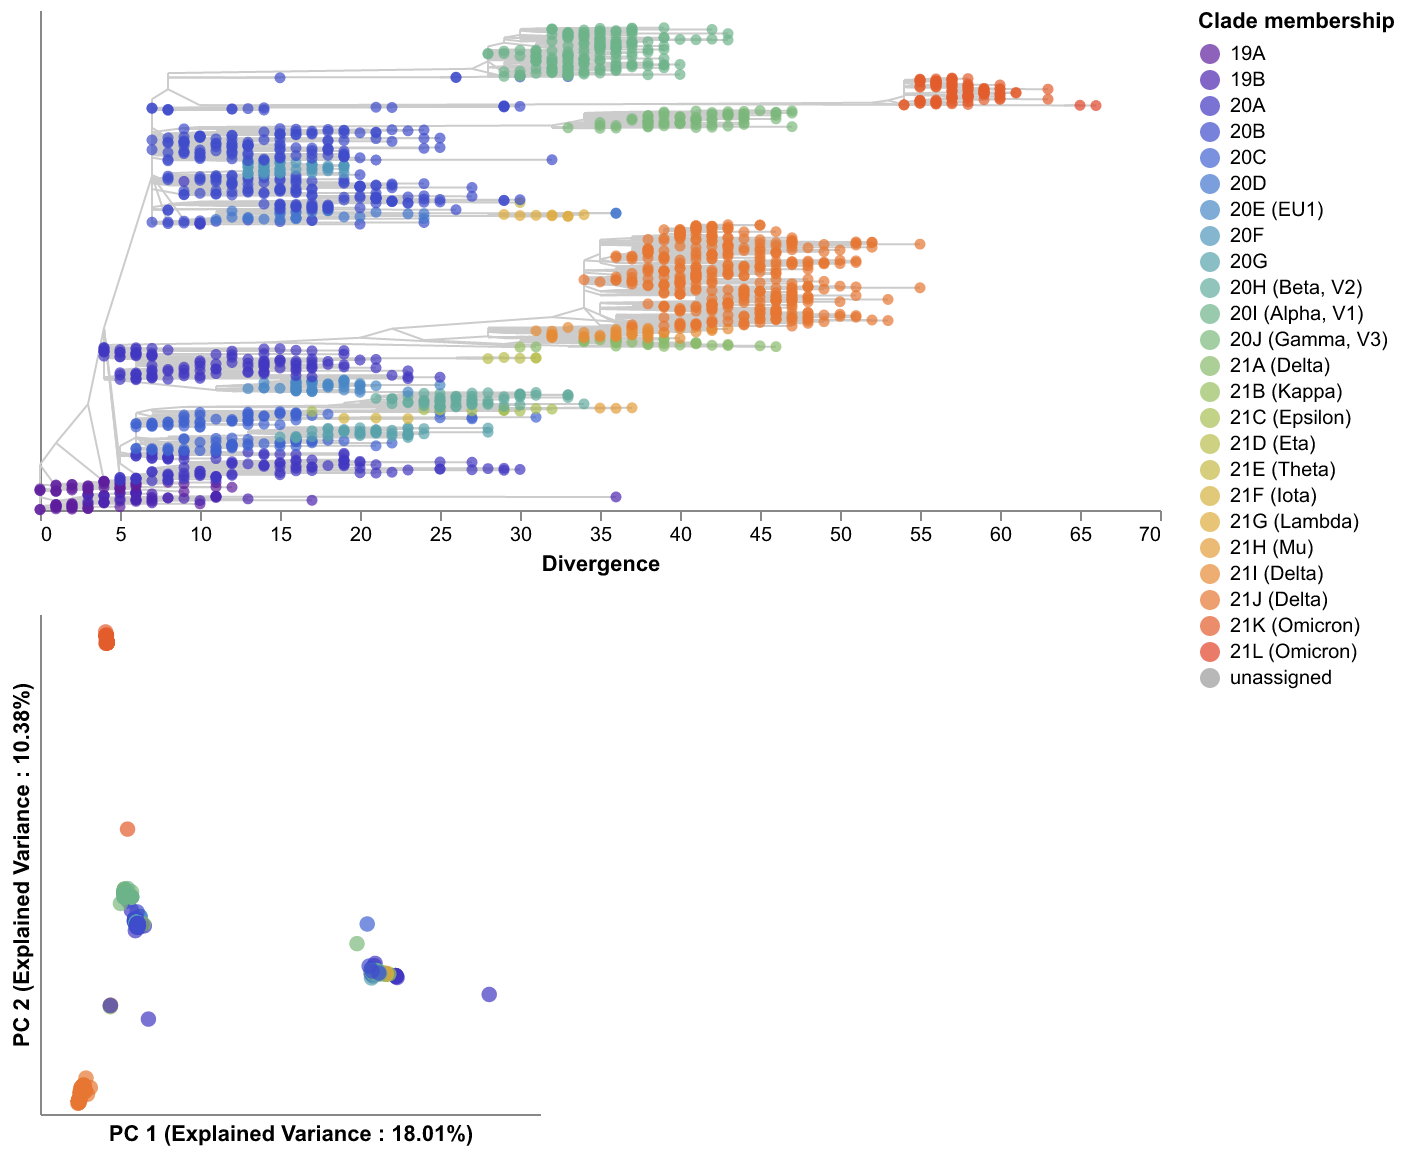 Clade membership
19A
19B
20A
20B
20C
20D
20E (EU1)
20F
20G
20H (Beta, V2)
20I (Alpha, V1)
20J (Gamma, V3)
21A (Delta)
21B (Kappa)
21C (Epsilon)
21D (Eta)
21E (Theta)
21F (Iota)
21G (Lambda)
21H (Mu)
21I (Delta)
21J (Delta)
21K (Omicron)
21L (Omicron)
unassigned
0 5 10 15 20 25 30 35 40 45 50 55 60 65 70
Divergence
PC 2 (Explained Variance : 10.38%)
PC 1 (Explained Variance : 18.01%)